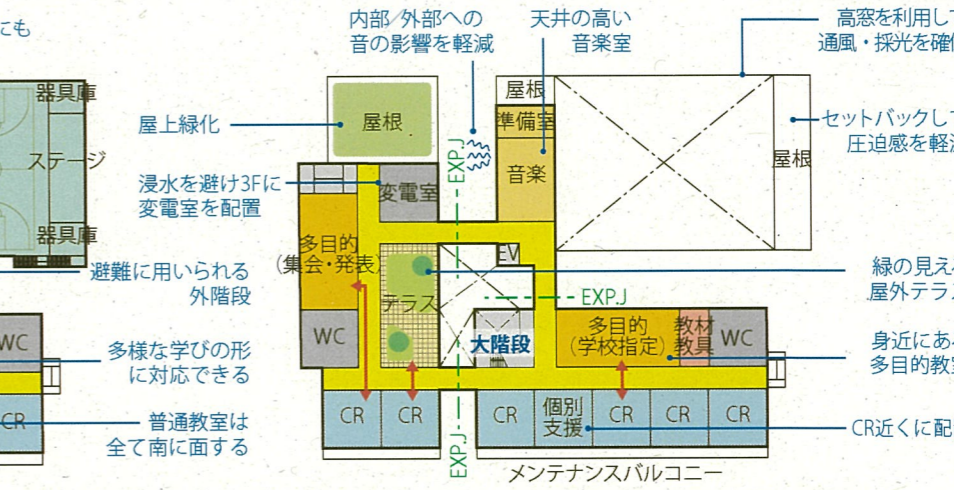 にも
内部/外部への
音の影響を軽減
天井の高い
音楽室
高窓を利用し
通風・採光を確
器具庫
ステージ
器具庫
屋上緑化
屋根
屋根
準備室
音楽
屋根
セットバックして
圧迫感を軽
浸水を避け3Fに
変電室を配置
変電室
EXP.J
多目的
(集会・発表)
テラス
EV
EXP.J
避難に用いられる
外階段
緑の見え
屋外テラ
WC
WC
大階段
多目的
(学校指定)
教材
教具
WC
多様な学びの形
に対応できる
身近にあ
多目的教
CR
CR
CR
CR
個別
支援
CR
CR
CR
普通教室は
全て南に面する
CR近くに配
EXP.J
メンテナンスバルコニー